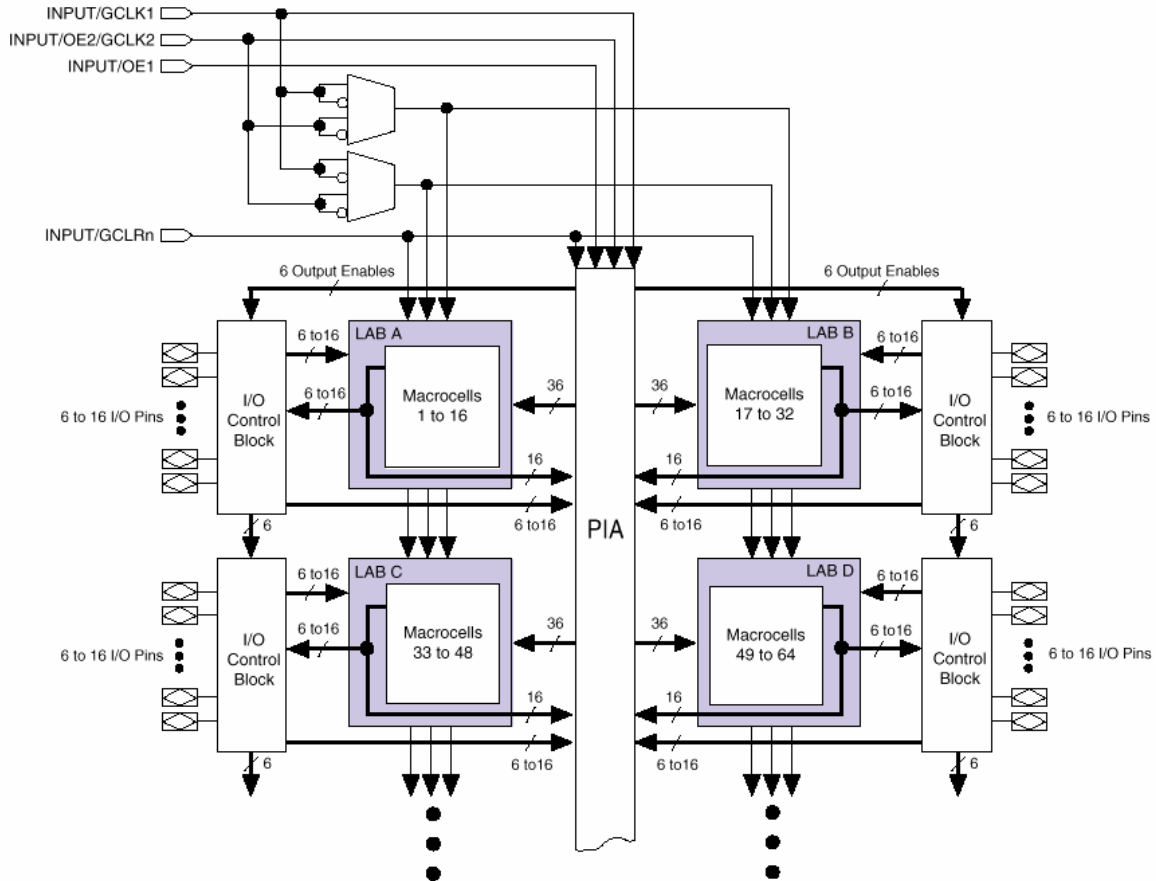 INPUT/GCLK1
INPUT/OE2/GCLK2
INPUT/OE1
INPUT/GCLRn
6 Output Enables
6 Output Enables
LAB A
LAB B
6 to16
6 to16
I/O
Control
Block
6 to16
Macrocells
1 to 16
36
36
Macrocells
17 to 32
6 to16
I/O
Control
Block
6 to 16 I/O Pins
6 to 16 I/O Pins
16
16
6 to16
6 to16
PIA
6
6
LAB C
LAB D
6 to16
6 to16
I/O
Control
Block
6 to16
Macrocells
33 to 48
36
36
Macrocells
49 to 64
6 to16
I/O
Control
Block
6 to 16 I/O Pins
6 to 16 I/O Pins
16
16
6 to16
6 to16
6
6